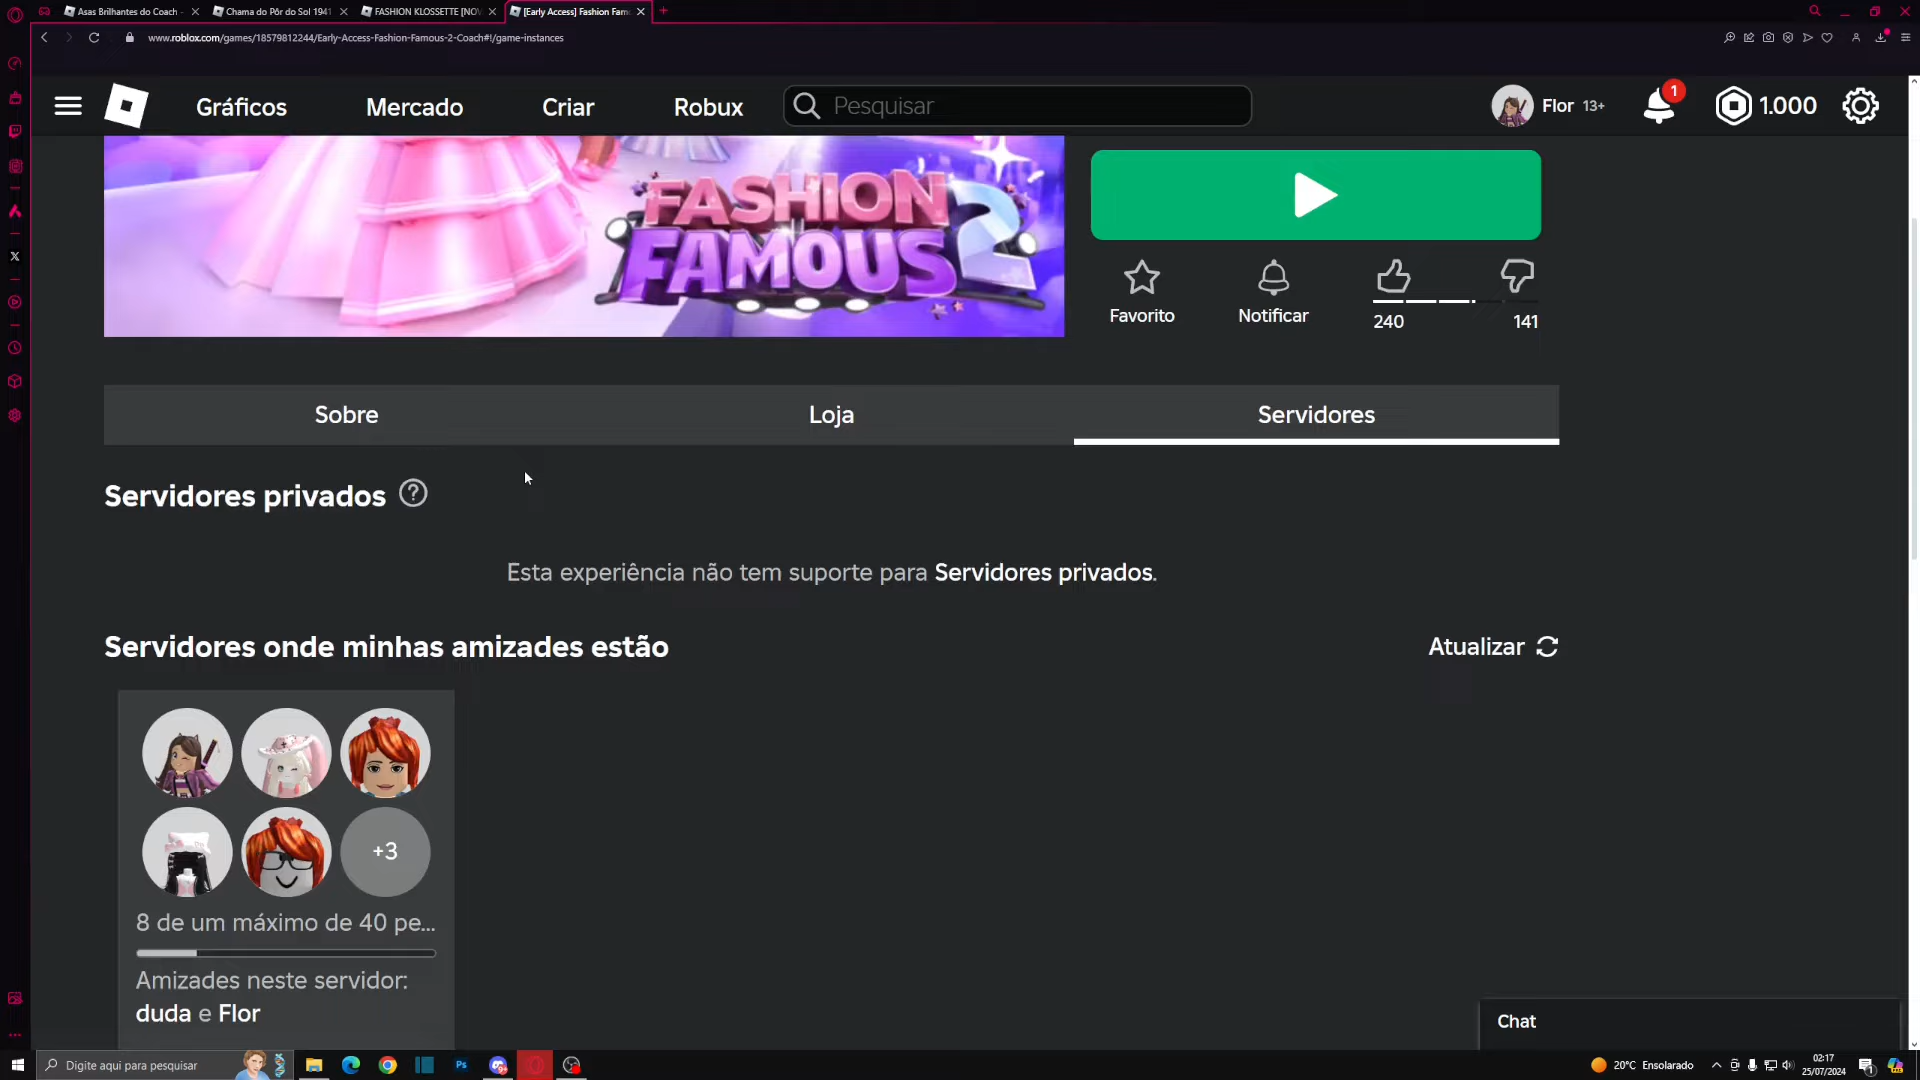 Asas Brilhantes do Coach -
Chama do Pôr do Sol 1941
FASHION KLOSSETTE [NOV
[Early Access] Fashion Fam
www.roblox.com/games/18579812244/Early-Access-Fashion-Famous-2-Coach#!/game-instances
Gráficos
Mercado
Criar
Robux
Pesquisar
Flor 13+
1
1.000
FASHION
FAMOUS 2
Favorito
Notificar
240
141
Sobre
Loja
Servidores
Servidores privados
Esta experiência não tem suporte para Servidores privados.
Servidores onde minhas amizades estão
Atualizar
+3
8 de um máximo de 40 pe...
Amizades neste servidor:
duda e Flor
Chat
Digite aqui para pesquisar
Ps
20°C Ensolarado
02:17
25/07/2024
1